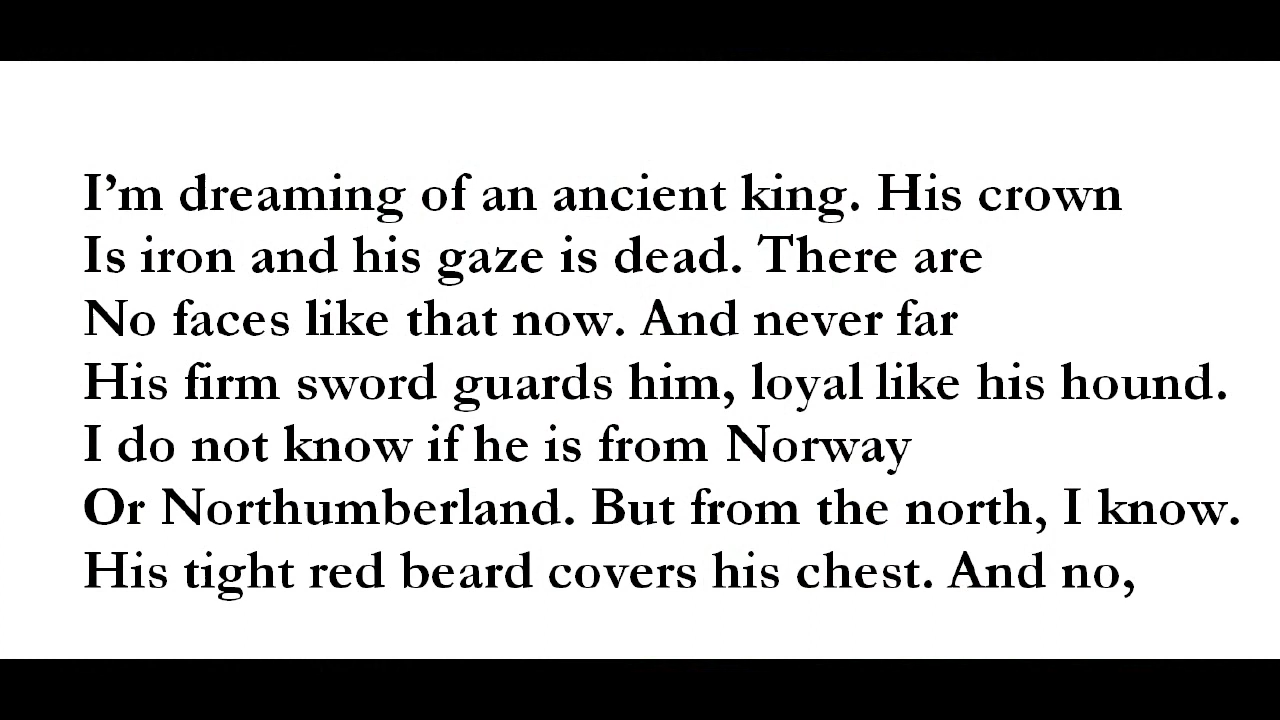 I’m dreaming of an ancient king. His crown
Is iron and his gaze is dead. There are
No faces like that now. And never far
His firm sword guards him, loyal like his hound.
I do not know if he is from Norway
Or Northumberland. But from the north, I know.
His tight red beard covers his chest. And no,